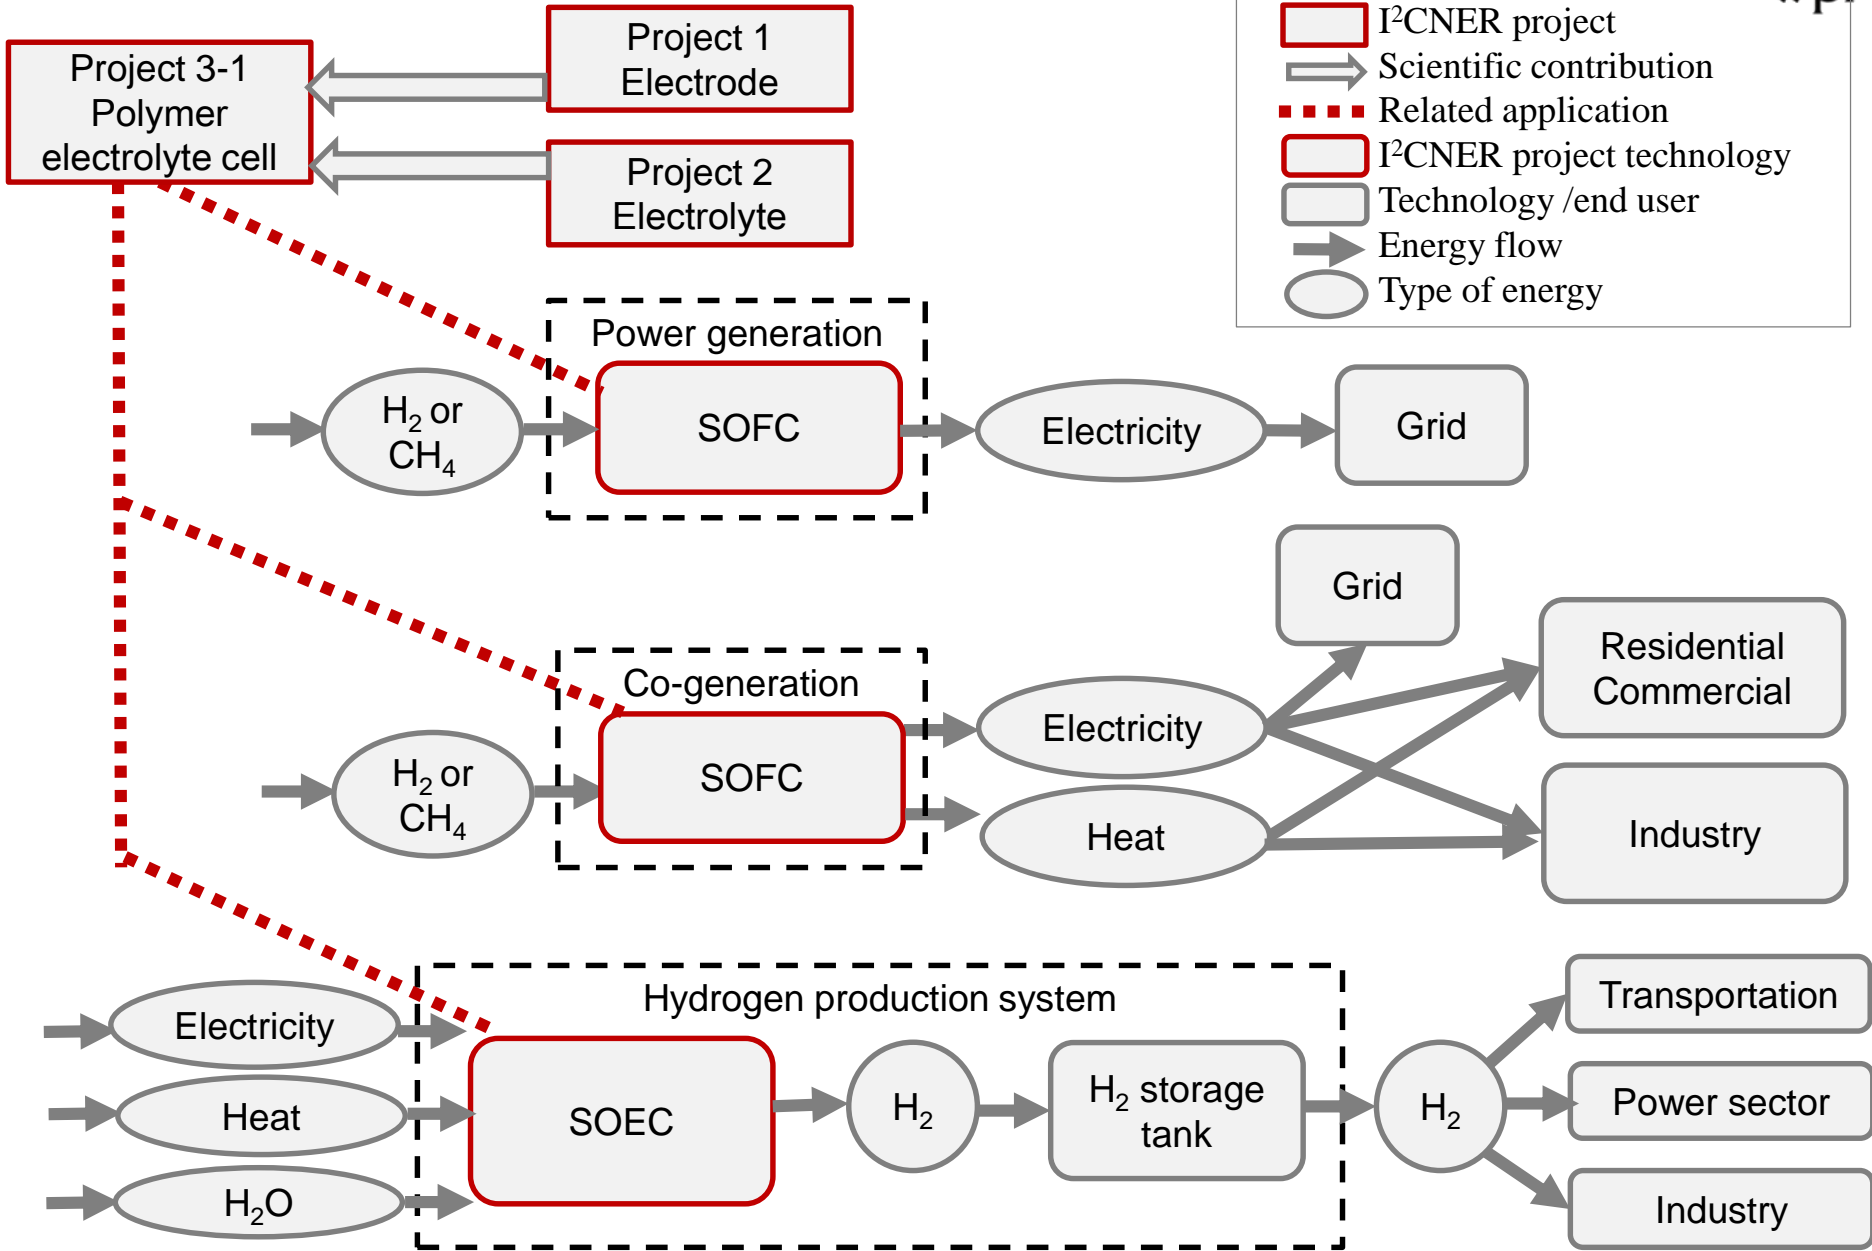 Project 1
Electrode
Project 3-1
Polymer
electrolyte cell
Project 2
Electrolyte
I²CNER project
Scientific contribution
Related application
I²CNER project technology
Technology /end user
Energy flow
Type of energy
Power generation
H₂ or
CH₄
SOFC
Electricity
Grid
Grid
Co-generation
H₂ or
CH₄
SOFC
Electricity
Heat
Residential
Commercial
Industry
Hydrogen production system
Electricity
Heat
H₂O
SOEC
H₂
H₂ storage
tank
H₂
Transportation
Power sector
Industry